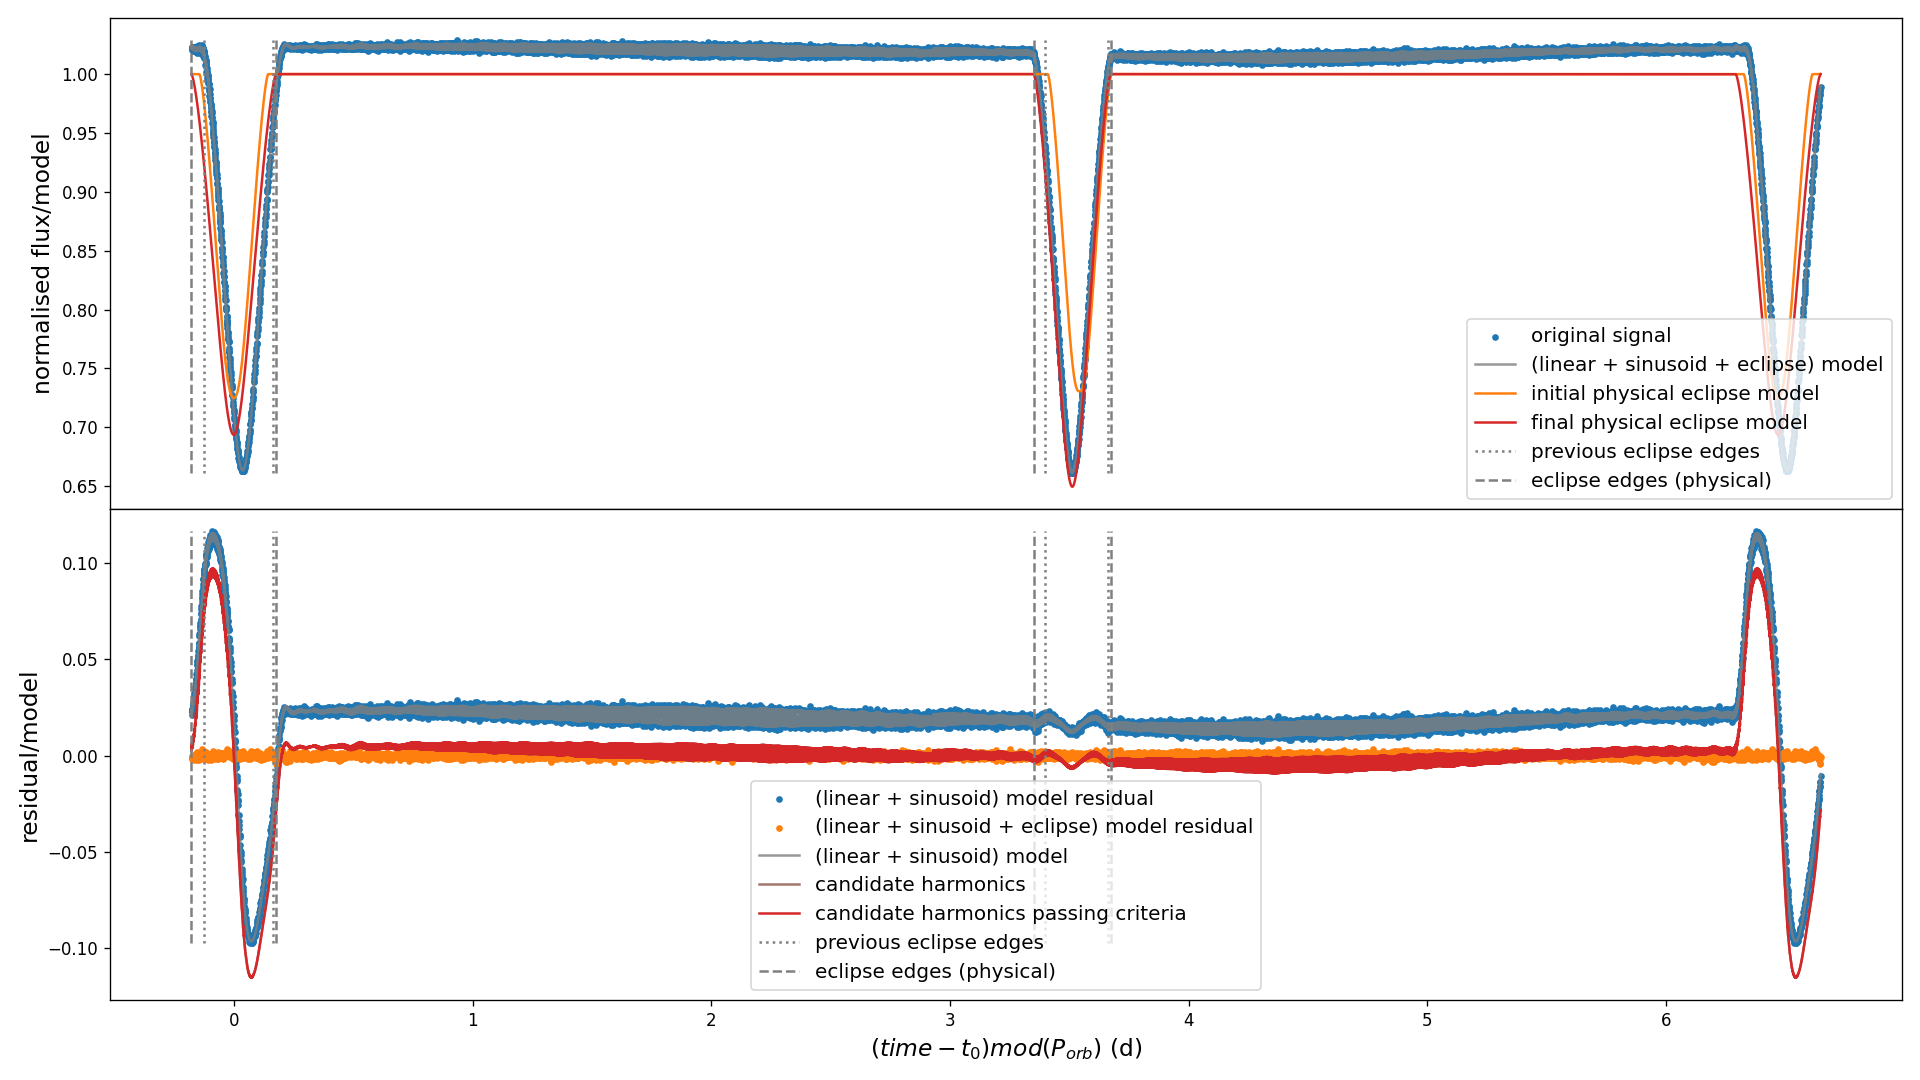 normalised flux/model
1.00
0.95
0.90
0.85
0.80
0.75
0.70
0.65
original signal
(linear + sinusoid + eclipse) model
initial physical eclipse model
final physical eclipse model
previous eclipse edges
eclipse edges (physical)
residual/model
0.10
0.05
0.00
−0.05
−0.10
(linear + sinusoid) model residual
(linear + sinusoid + eclipse) model residual
(linear + sinusoid) model
candidate harmonics
candidate harmonics passing criteria
previous eclipse edges
eclipse edges (physical)
0 1 2 3 4 5 6
(time − t₀)mod(P_orb) (d)